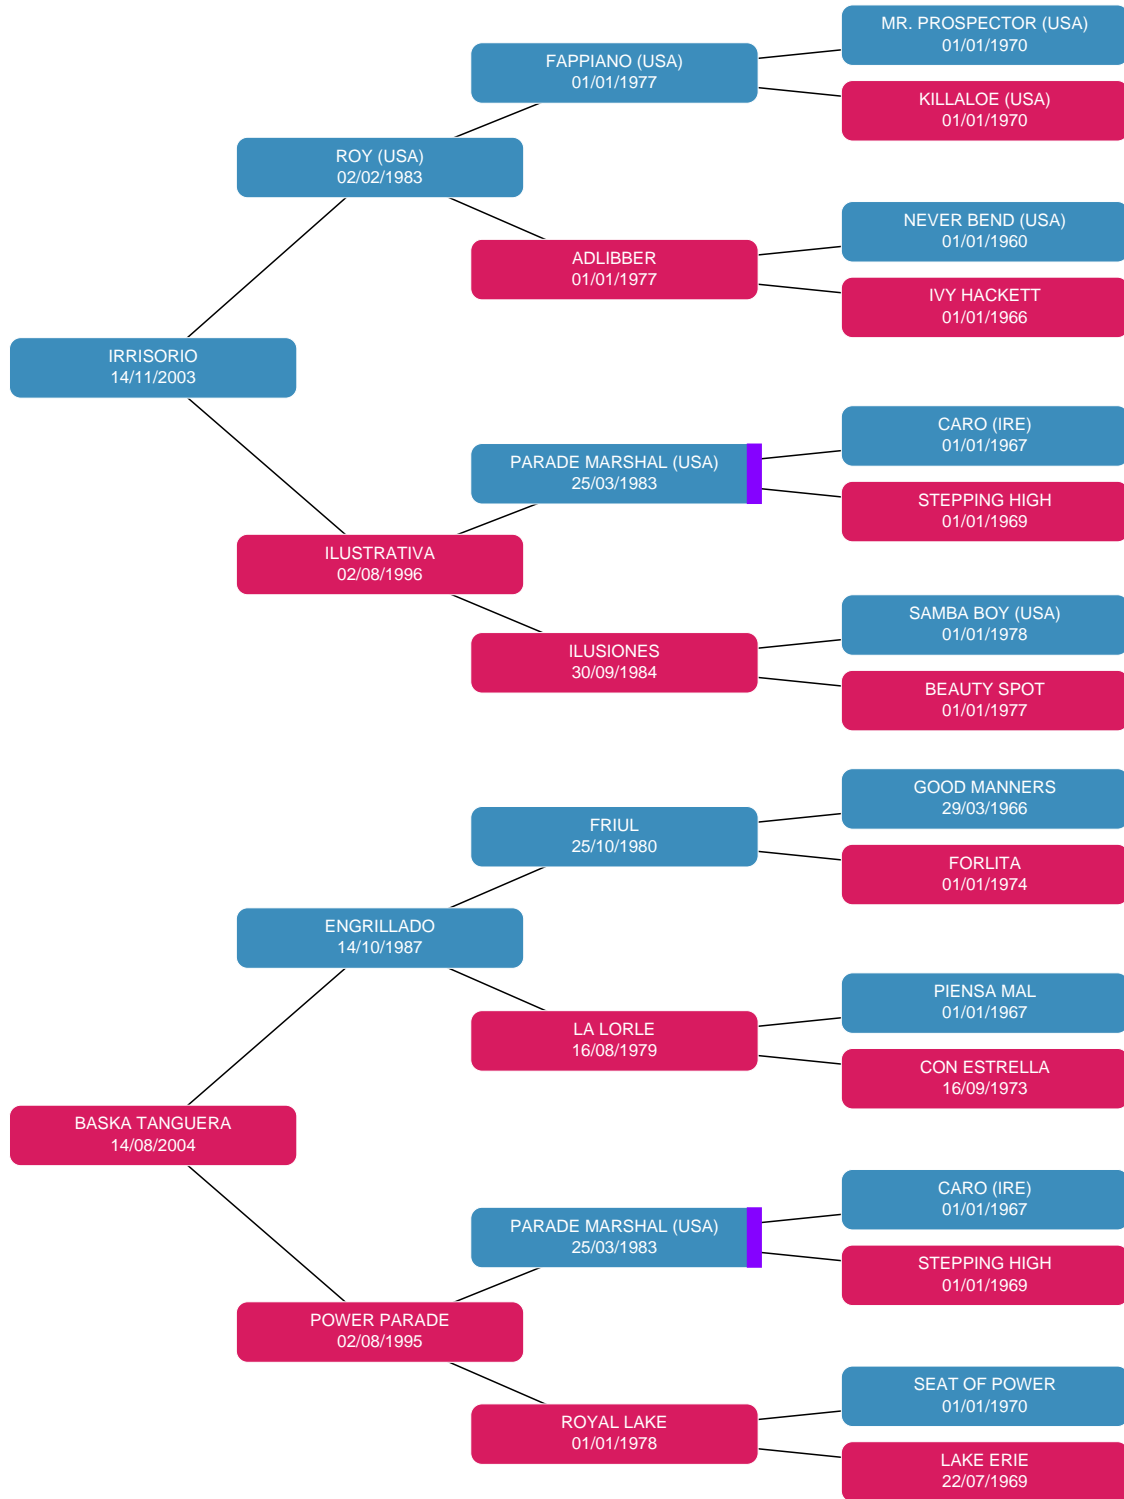 MR. PROSPECTOR (USA)
01/01/1970
FAPPIANO (USA)
01/01/1977
KILLALOE (USA)
01/01/1970
ROY (USA)
02/02/1983
NEVER BEND (USA)
01/01/1960
ADLIBBER
01/01/1977
IVY HACKETT
01/01/1966
IRRISORIO
14/11/2003
CARO (IRE)
01/01/1967
PARADE MARSHAL (USA)
25/03/1983
STEPPING HIGH
01/01/1969
ILUSTRATIVA
02/08/1996
SAMBA BOY (USA)
01/01/1978
ILUSIONES
30/09/1984
BEAUTY SPOT
01/01/1977
GOOD MANNERS
29/03/1966
FRIUL
25/10/1980
FORLITA
01/01/1974
ENGRILLADO
14/10/1987
PIENSA MAL
01/01/1967
LA LORLE
16/08/1979
CON ESTRELLA
16/09/1973
BASKA TANGUERA
14/08/2004
CARO (IRE)
01/01/1967
PARADE MARSHAL (USA)
25/03/1983
STEPPING HIGH
01/01/1969
POWER PARADE
02/08/1995
SEAT OF POWER
01/01/1970
ROYAL LAKE
01/01/1978
LAKE ERIE
22/07/1969